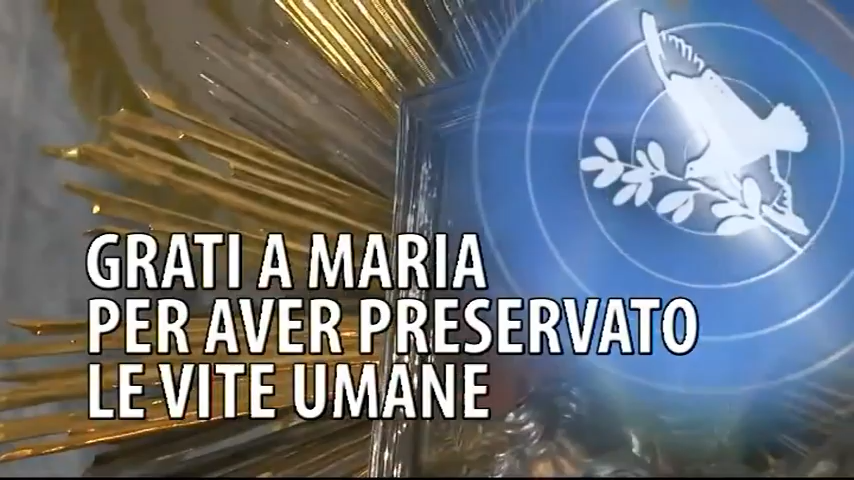 GRATI A MARIA
PER AVER PRESERVATO
LE VITE UMANE